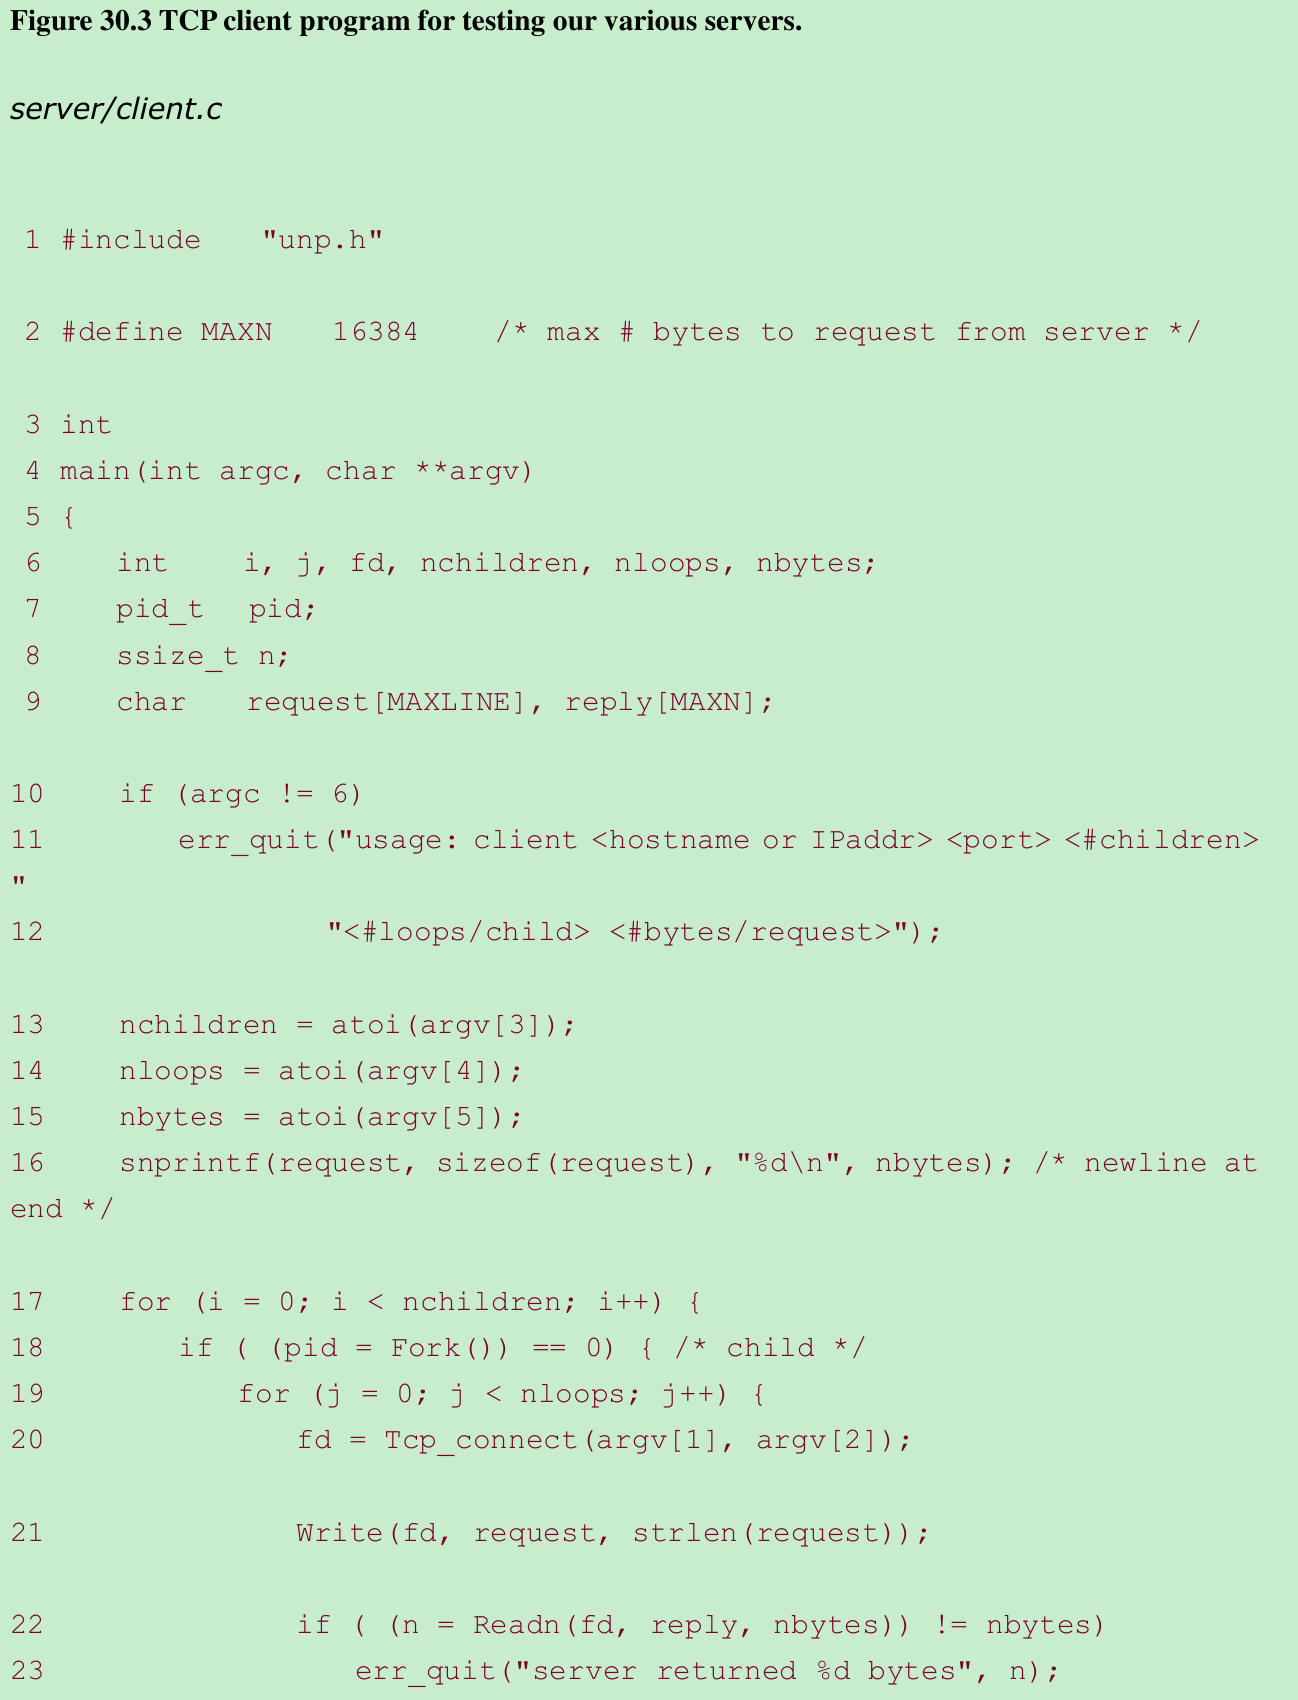 Figure 30.3 TCP client program for testing our various servers.
server/client.c
1 #include "unp.h"
2 #define MAXN 16384 /* max # bytes to request from server */
3 int
4 main(int argc, char **argv)
5 {
6 int i, j, fd, nchildren, nloops, nbytes;
7 pid_t pid;
8 ssize_t n;
9 char request[MAXLINE], reply[MAXN];
10 if (argc != 6)
11 err_quit("usage: client <hostname or IPaddr> <port> <#children>
"
12 "<#loops/child> <#bytes/request>");
13 nchildren = atoi(argv[3]);
14 nloops = atoi(argv[4]);
15 nbytes = atoi(argv[5]);
16 snprintf(request, sizeof(request), "%d\n", nbytes); /* newline at
end */
17 for (i = 0; i < nchildren; i++) {
18 if ( (pid = Fork()) == 0) { /* child */
19 for (j = 0; j < nloops; j++) {
20 fd = Tcp_connect(argv[1], argv[2]);
21 Write(fd, request, strlen(request));
22 if ( (n = Readn(fd, reply, nbytes)) != nbytes)
23 err_quit("server returned %d bytes", n);